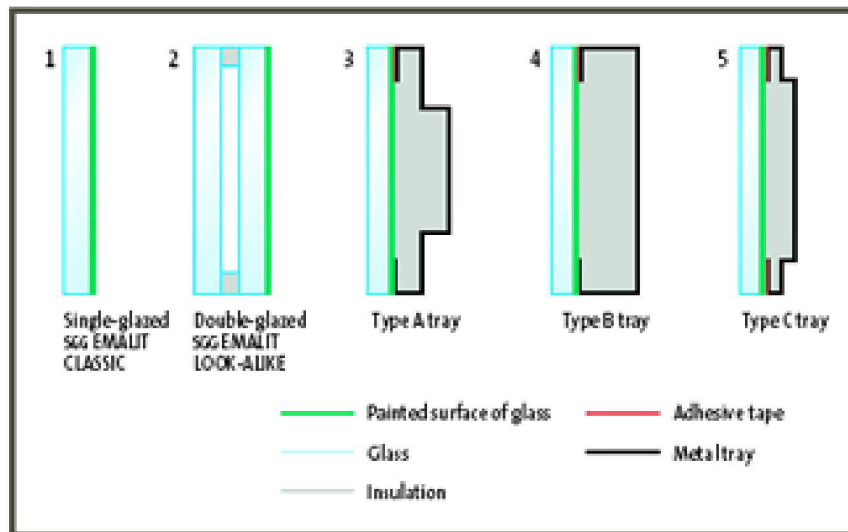 1
2
3
4
5
Single-glazed
SGG EMALIT
CLASSIC
Double-glazed
SGG EMALIT
LOOK-ALIKE
Type A tray
Type B tray
Type C tray
Painted surface of glass
Adhesive tape
Glass
Metal tray
Insulation